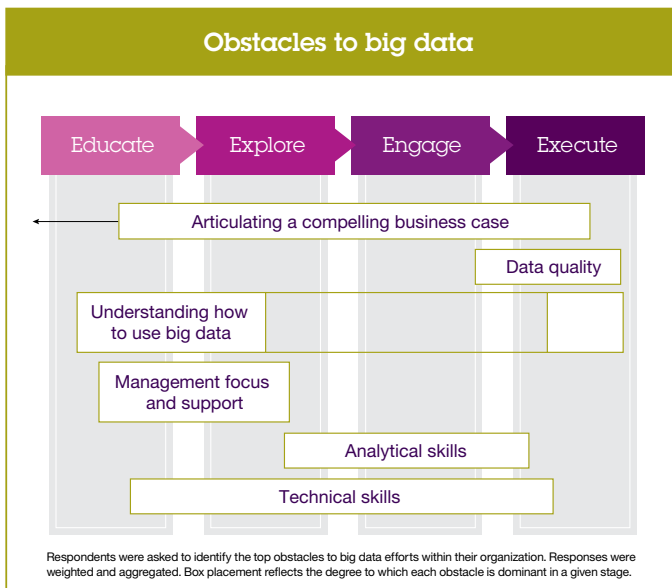 Obstacles to big data
Educate
Explore
Engage
Execute
Articulating a compelling business case
Data quality
Understanding how
to use big data
Management focus
and support
Analytical skills
Technical skills
Respondents were asked to identify the top obstacles to big data efforts within their organization. Responses were
weighted and aggregated. Box placement reflects the degree to which each obstacle is dominant in a given stage.